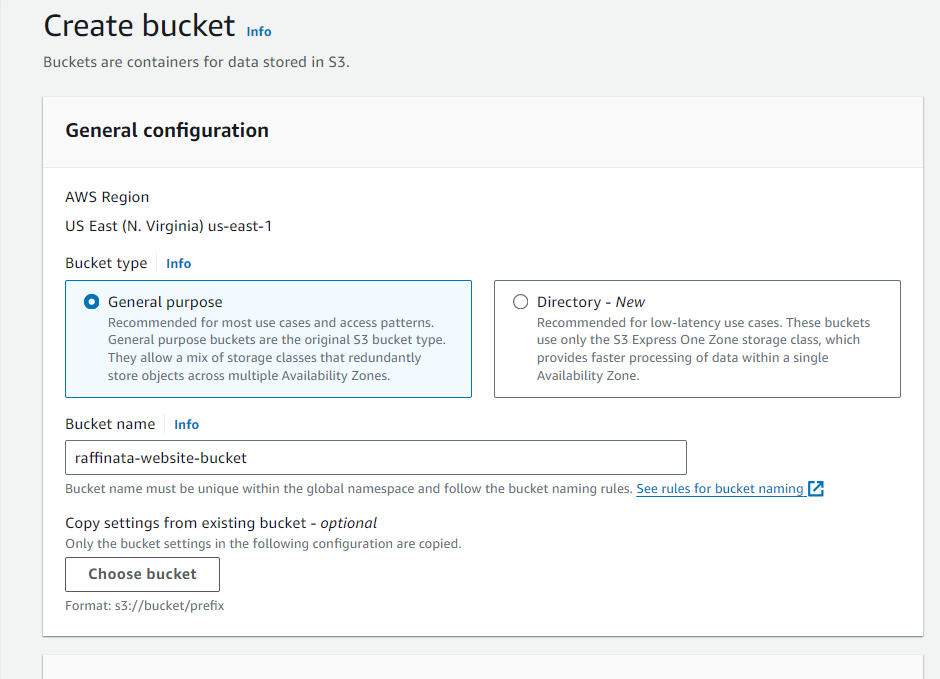 Create bucket Info
Buckets are containers for data stored in S3.
General configuration
AWS Region
US East (N. Virginia) us-east-1
Bucket type Info
General purpose
Recommended for most use cases and access patterns.
General purpose buckets are the original S3 bucket type.
They allow a mix of storage classes that redundantly
store objects across multiple Availability Zones.
Directory - New
Recommended for low-latency use cases. These buckets
use only the S3 Express One Zone storage class, which
provides faster processing of data within a single
Availability Zone.
Bucket name Info
raffinata-website-bucket
Bucket name must be unique within the global namespace and follow the bucket naming rules. See rules for bucket naming
Copy settings from existing bucket - optional
Only the bucket settings in the following configuration are copied.
Choose bucket
Format: s3://bucket/prefix